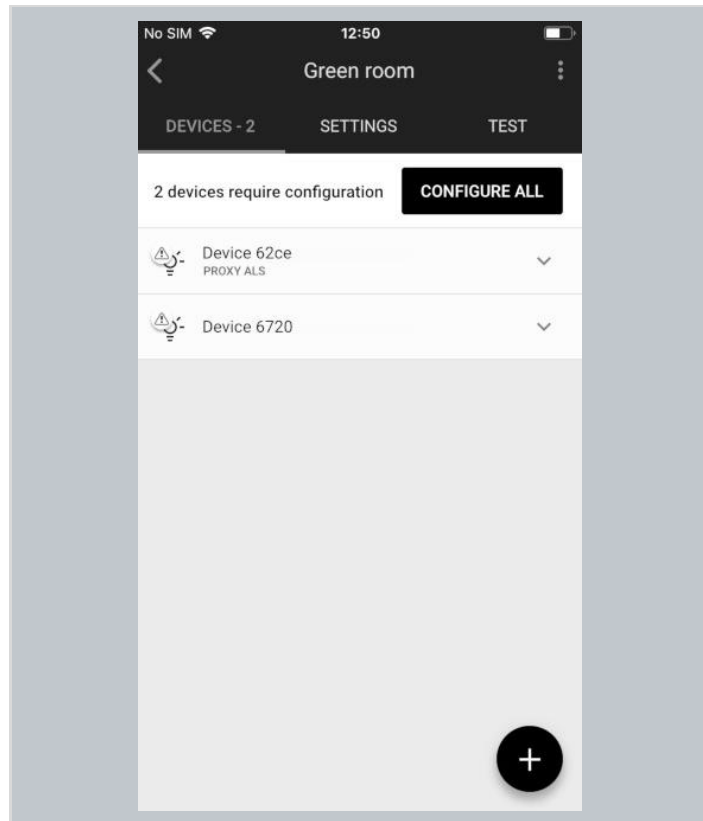 No SIM 12:50
Green room
DEVICES - 2 SETTINGS TEST
2 devices require configuration CONFIGURE ALL
Device 62ce
PROXY ALS
Device 6720